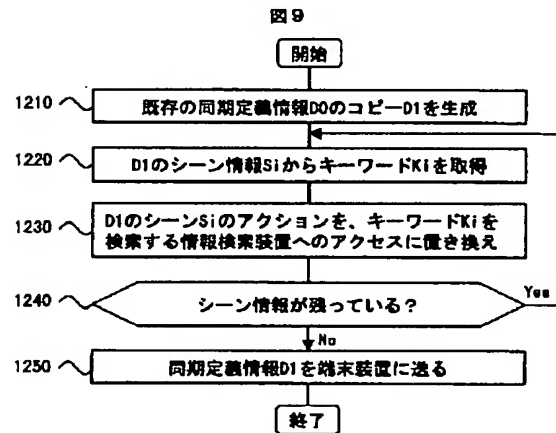 図9
開始
1210
既存の同期定義情報D0のコピーD1を生成
1220
D1のシーン情報SiからキーワードKiを取得
1230
D1のシーンSiのアクションを、キーワードKiを
検索する情報検索装置へのアクセスに置き換え
1240
シーン情報が残っている？
Yes
No
1250
同期定義情報D1を端末装置に送る
終了